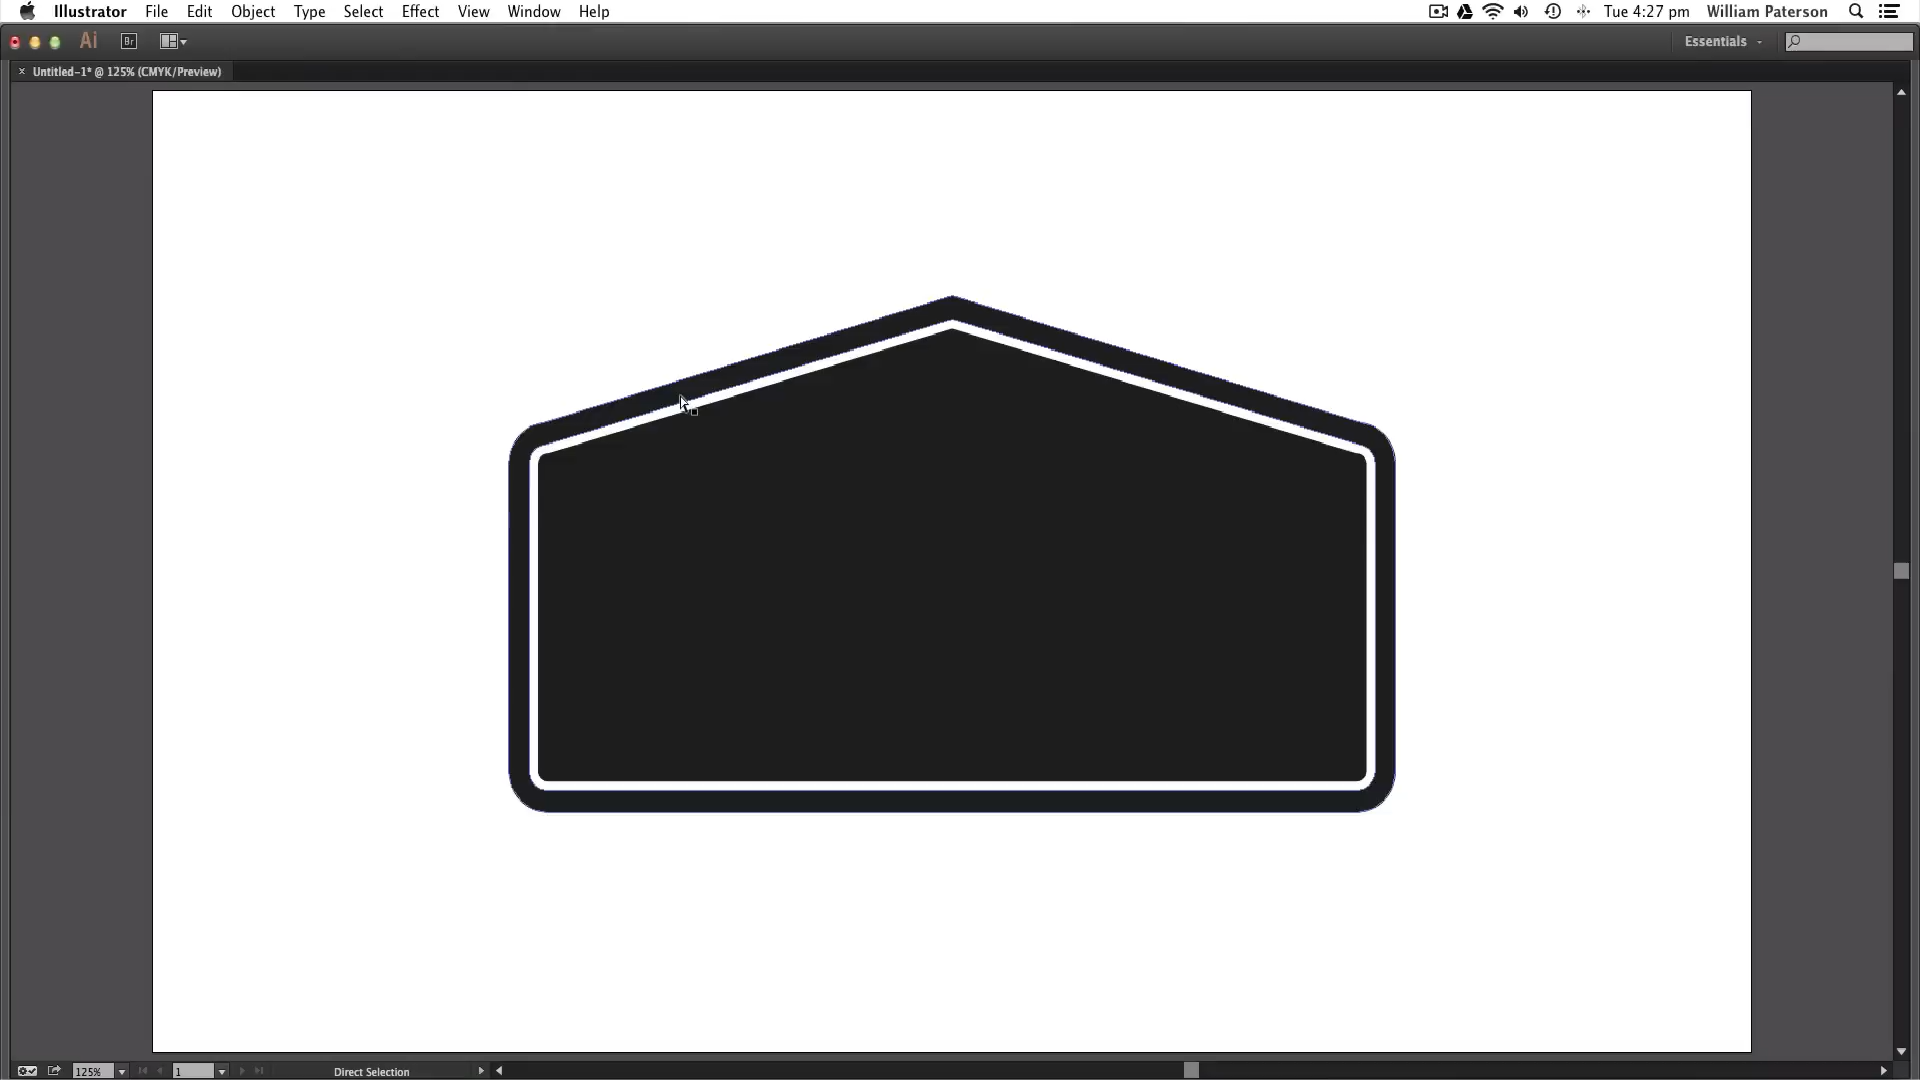 Illustrator File Edit Object Type Select Effect View Window Help Tue 4:27 pm William Paterson
Ai Br Essentials
× Untitled-1* @ 125% (CMYK/Preview)
125% 1 Direct Selection